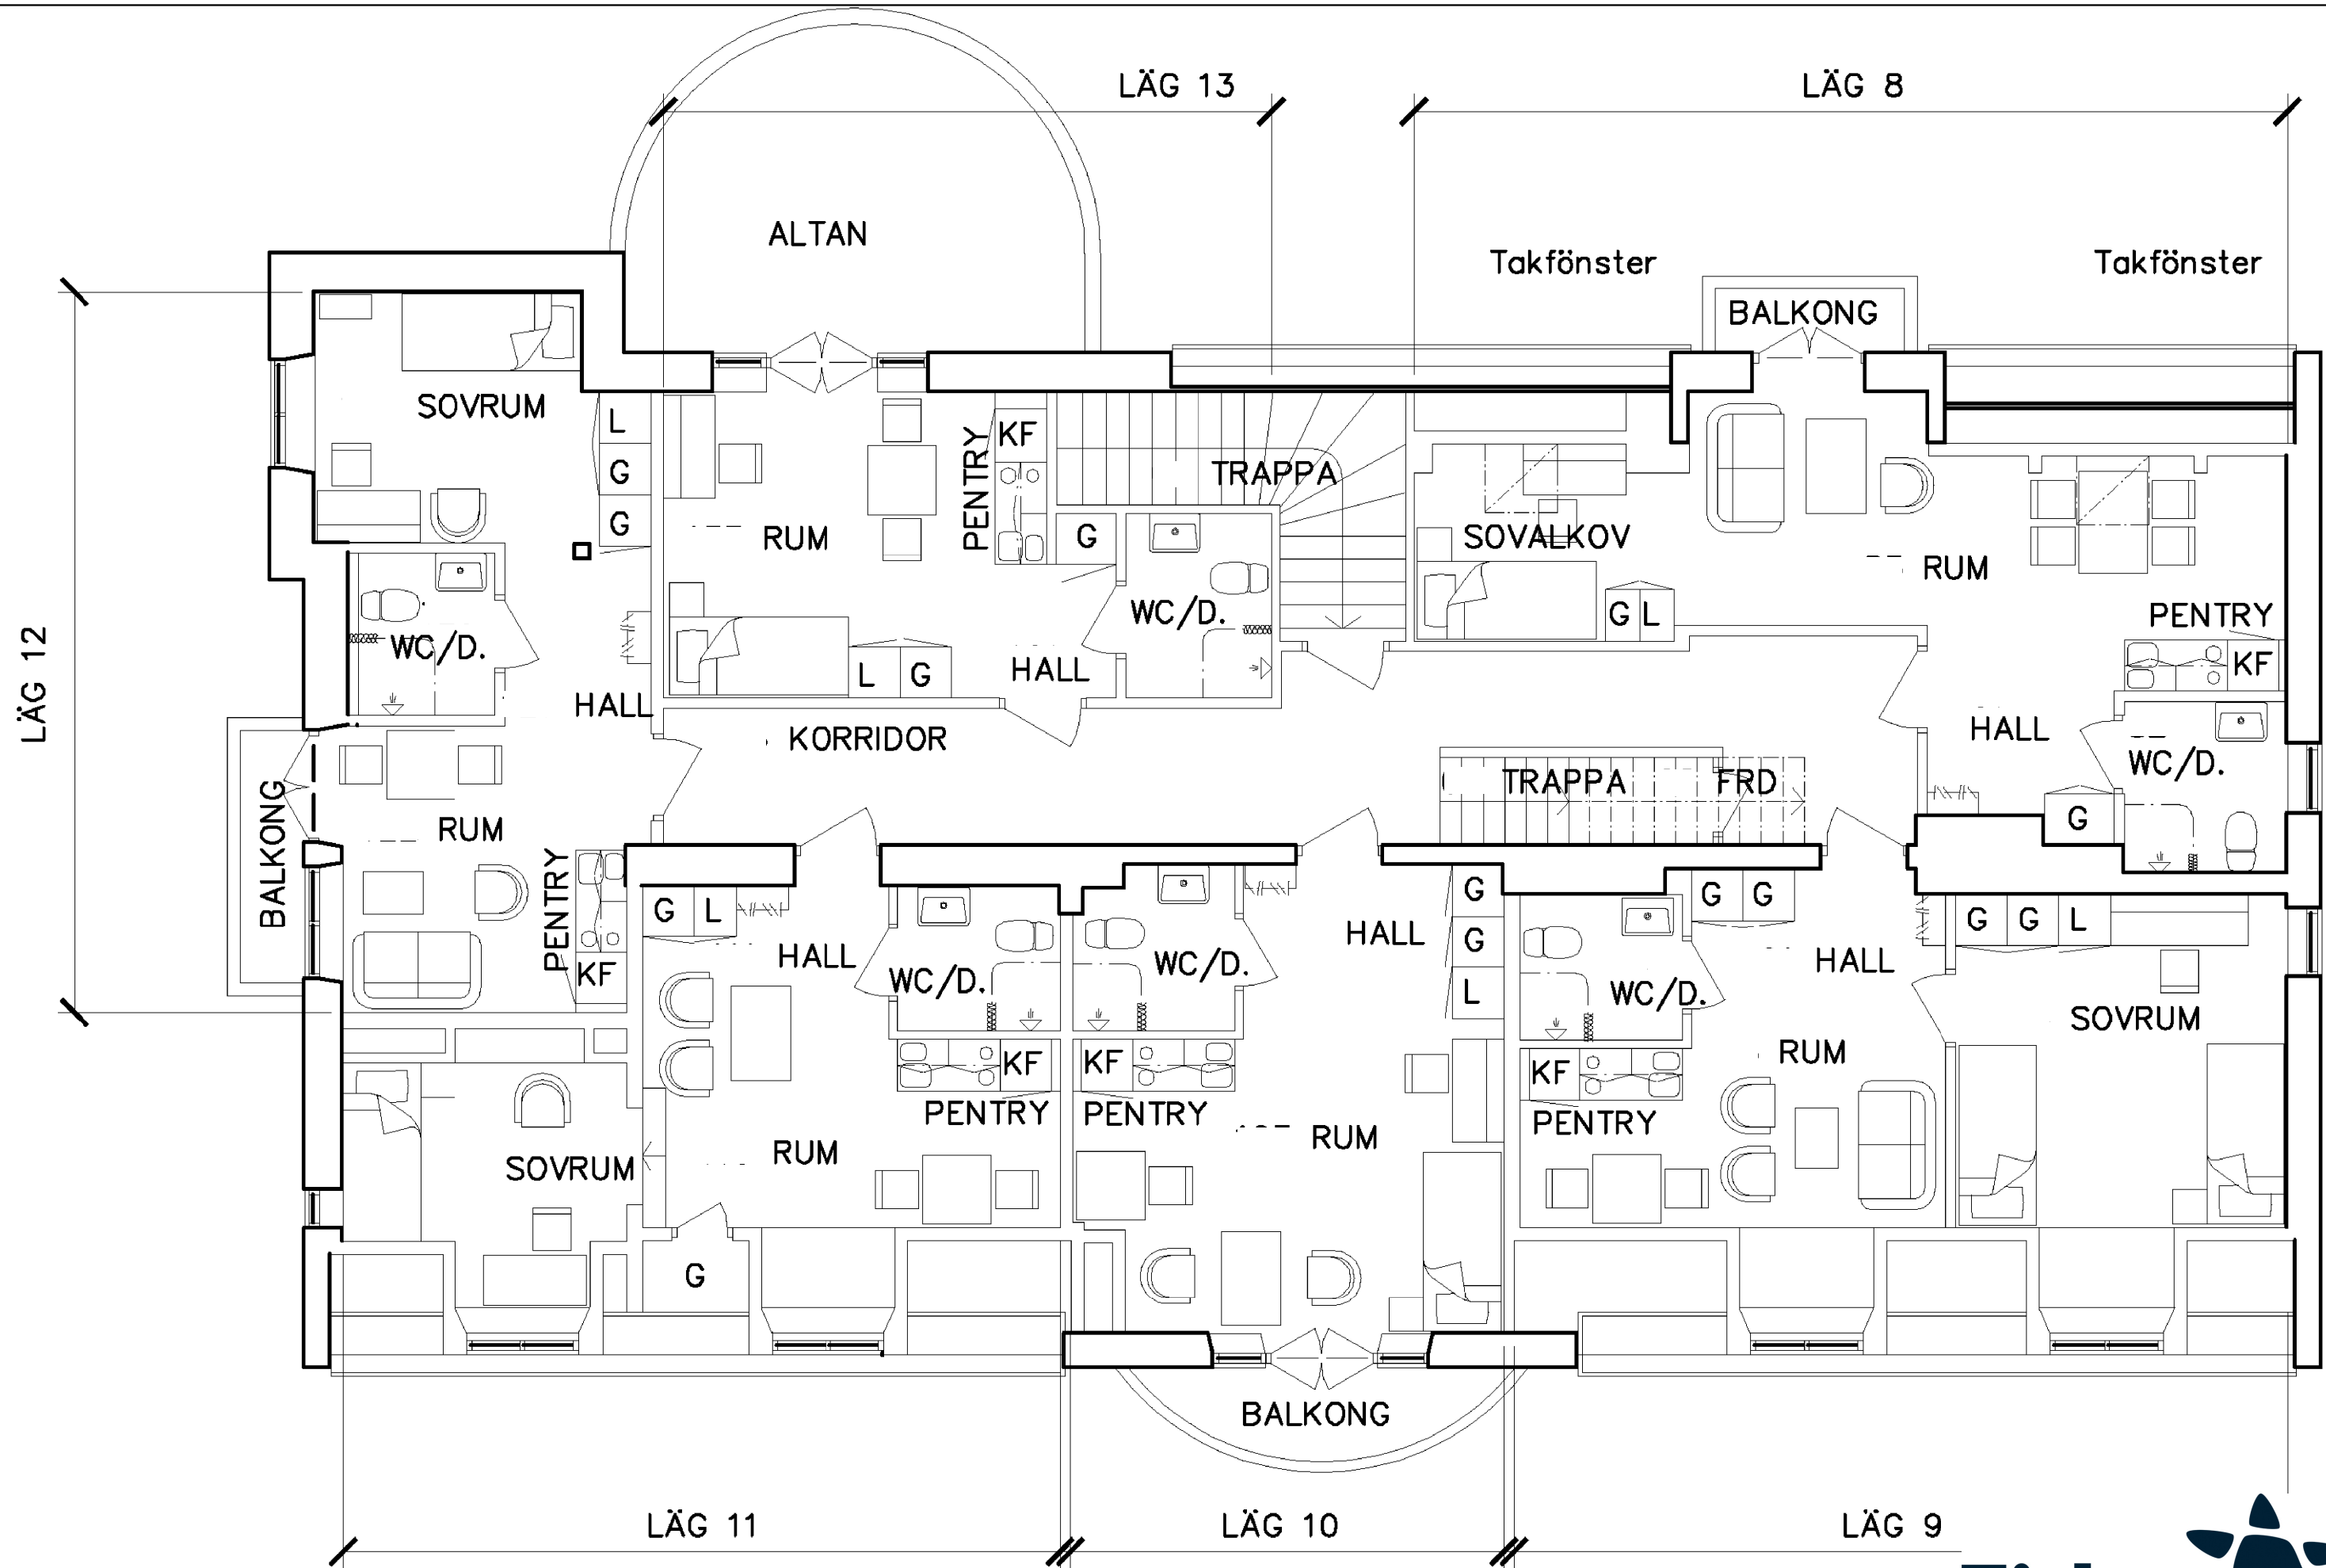 LÄG 13
LÄG 8
ALTAN
Takfönster
Takfönster
BALKONG
SOVRUM
L
G
G
KF
PENTRY
TRAPPA
RUM
G
SOVALKOV
RUM
WC/D.
WC/D.
G L
PENTRY
KF
LÄG 12
HALL
L G
HALL
KORRIDOR
HALL
WC/D.
TRAPPA
FRD
G
BALKONG
RUM
PENTRY
KF
G L
HALL
WC/D.
WC/D.
HALL
G
G
L
G G
HALL
WC/D.
G G L
SOVRUM
RUM
KF
KF
KF
PENTRY
PENTRY
PENTRY
RUM
RUM
SOVRUM
G
BALKONG
LÄG 11
LÄG 10
LÄG 9